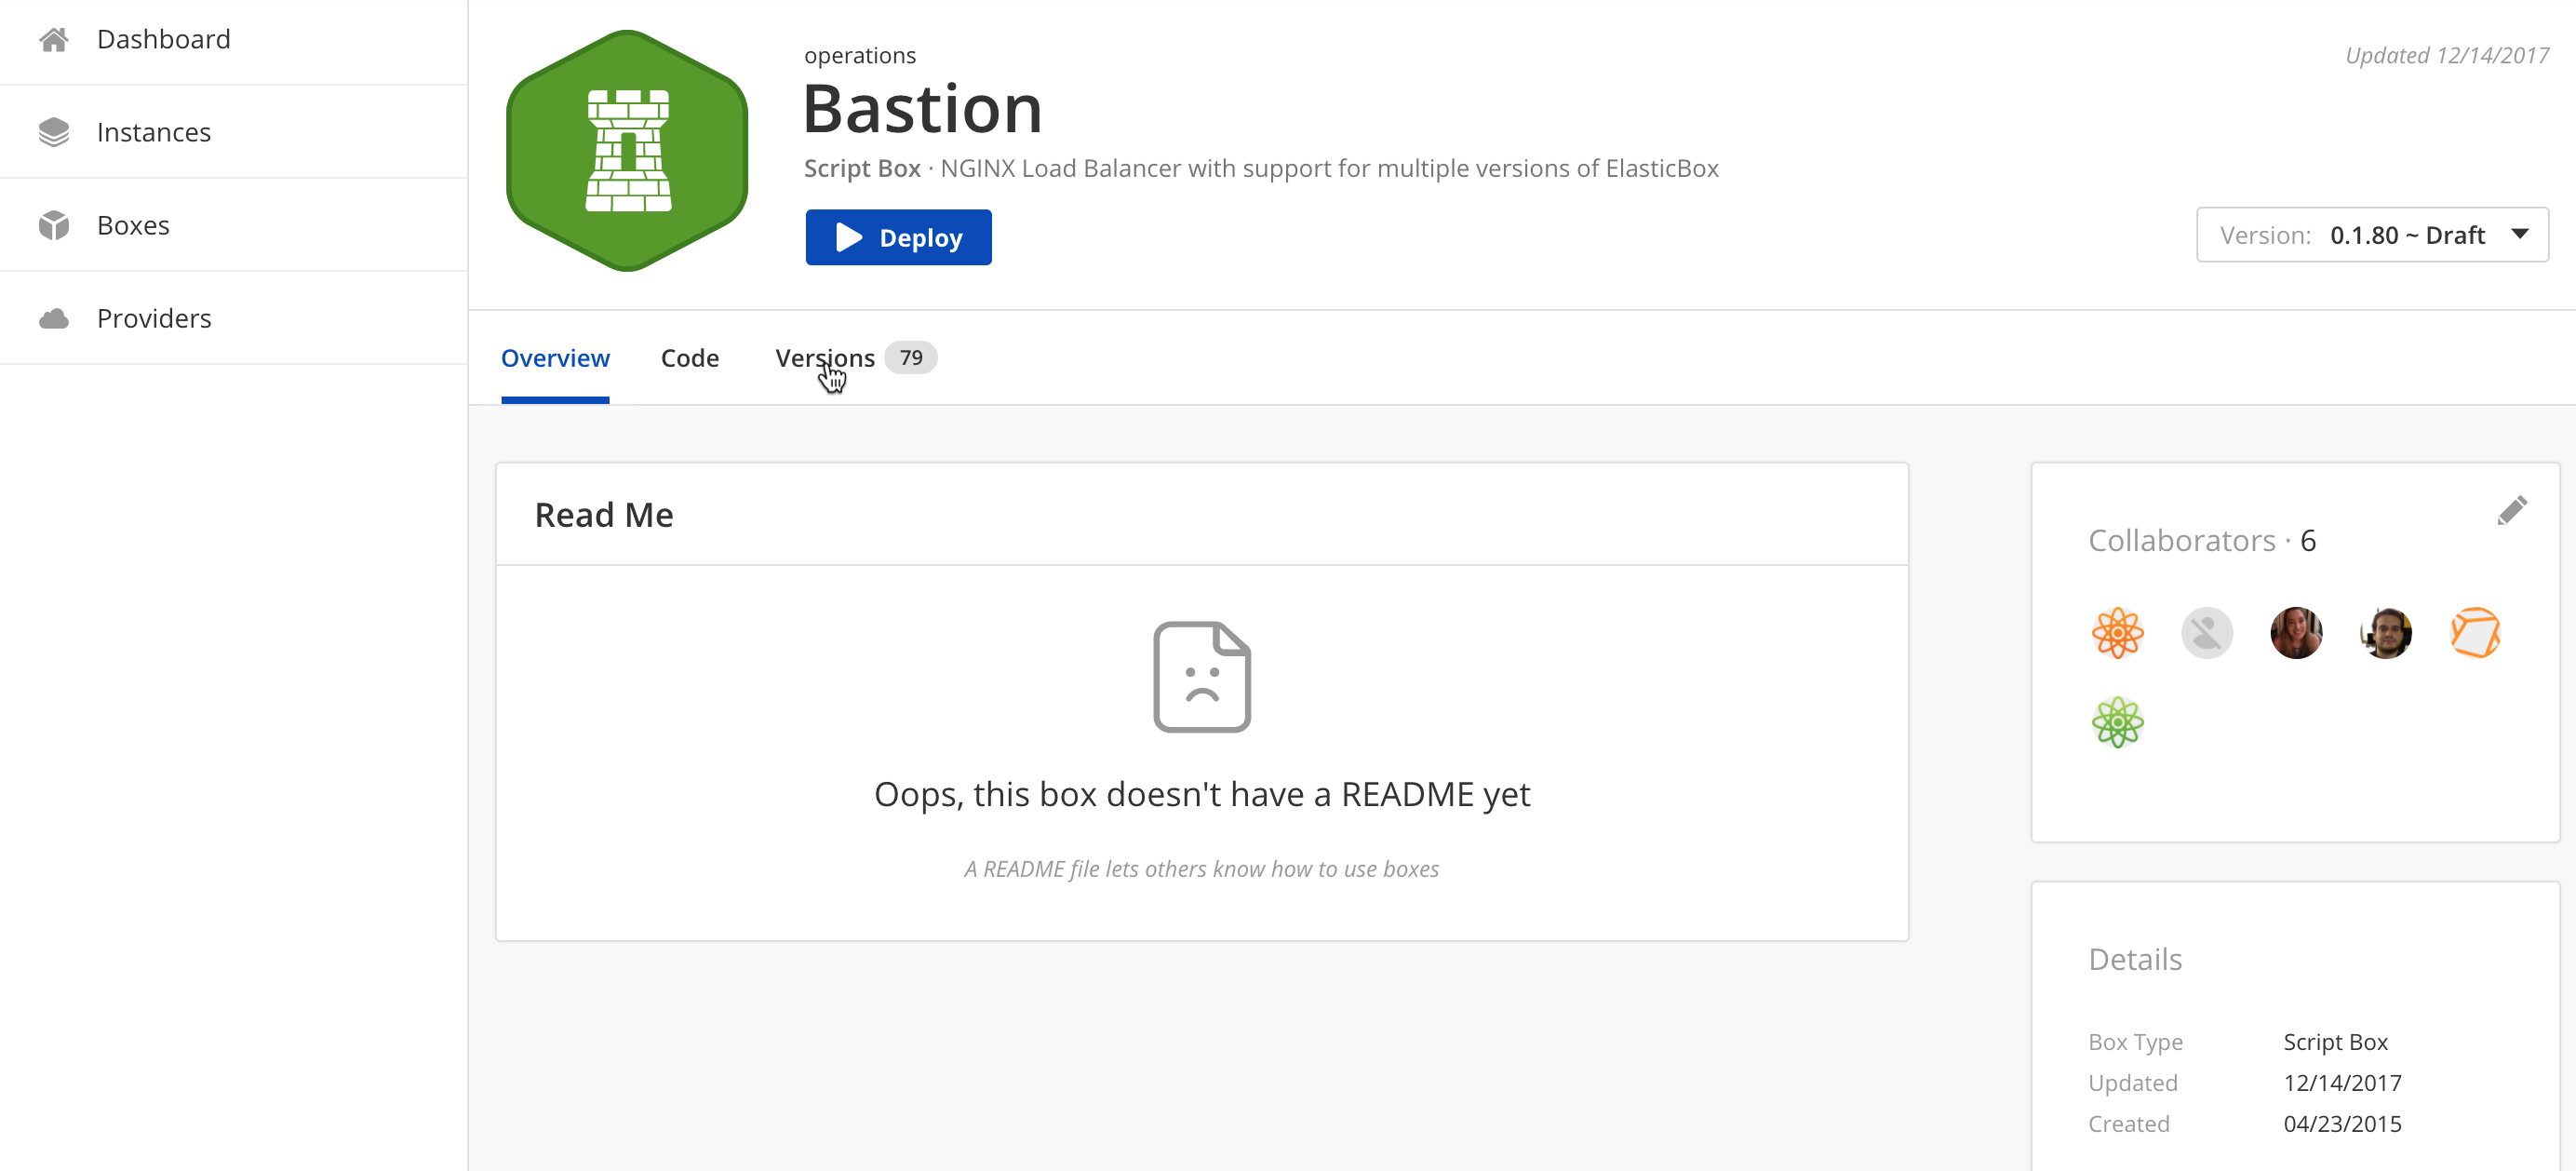 Dashboard
Instances
Boxes
Providers
operations
Updated 12/14/2017
Bastion
Script Box · NGINX Load Balancer with support for multiple versions of ElasticBox
Deploy
Version: 0.1.80 ~ Draft
Overview Code Versions 79
Read Me
Oops, this box doesn't have a README yet
A README file lets others know how to use boxes
Collaborators · 6
Details
Box Type Script Box
Updated 12/14/2017
Created 04/23/2015